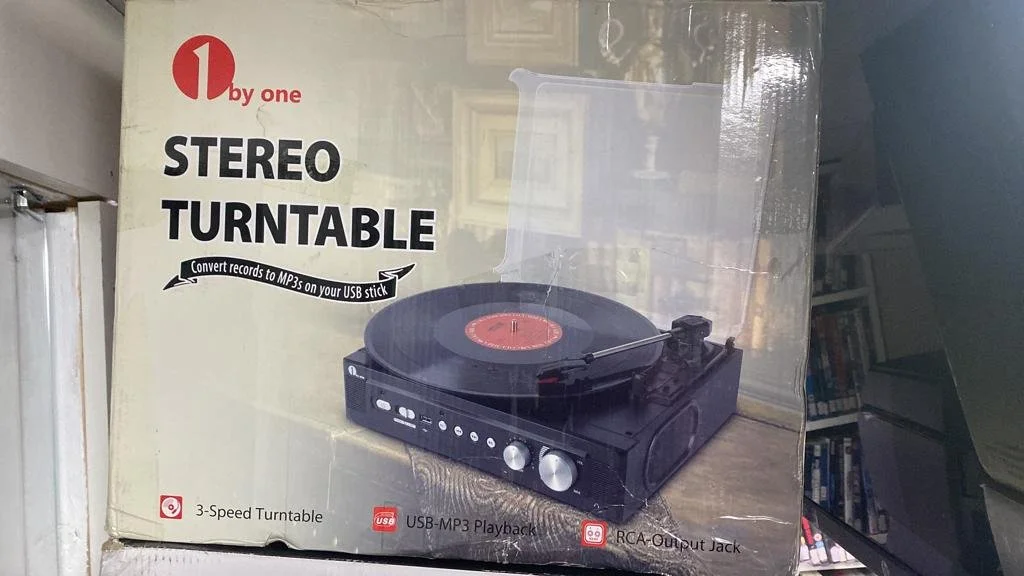 1 by one
STEREO
TURNTABLE
Convert records to MP3s on your USB stick
3-Speed Turntable
USB
USB-MP3 Playback
RCA-Output Jack